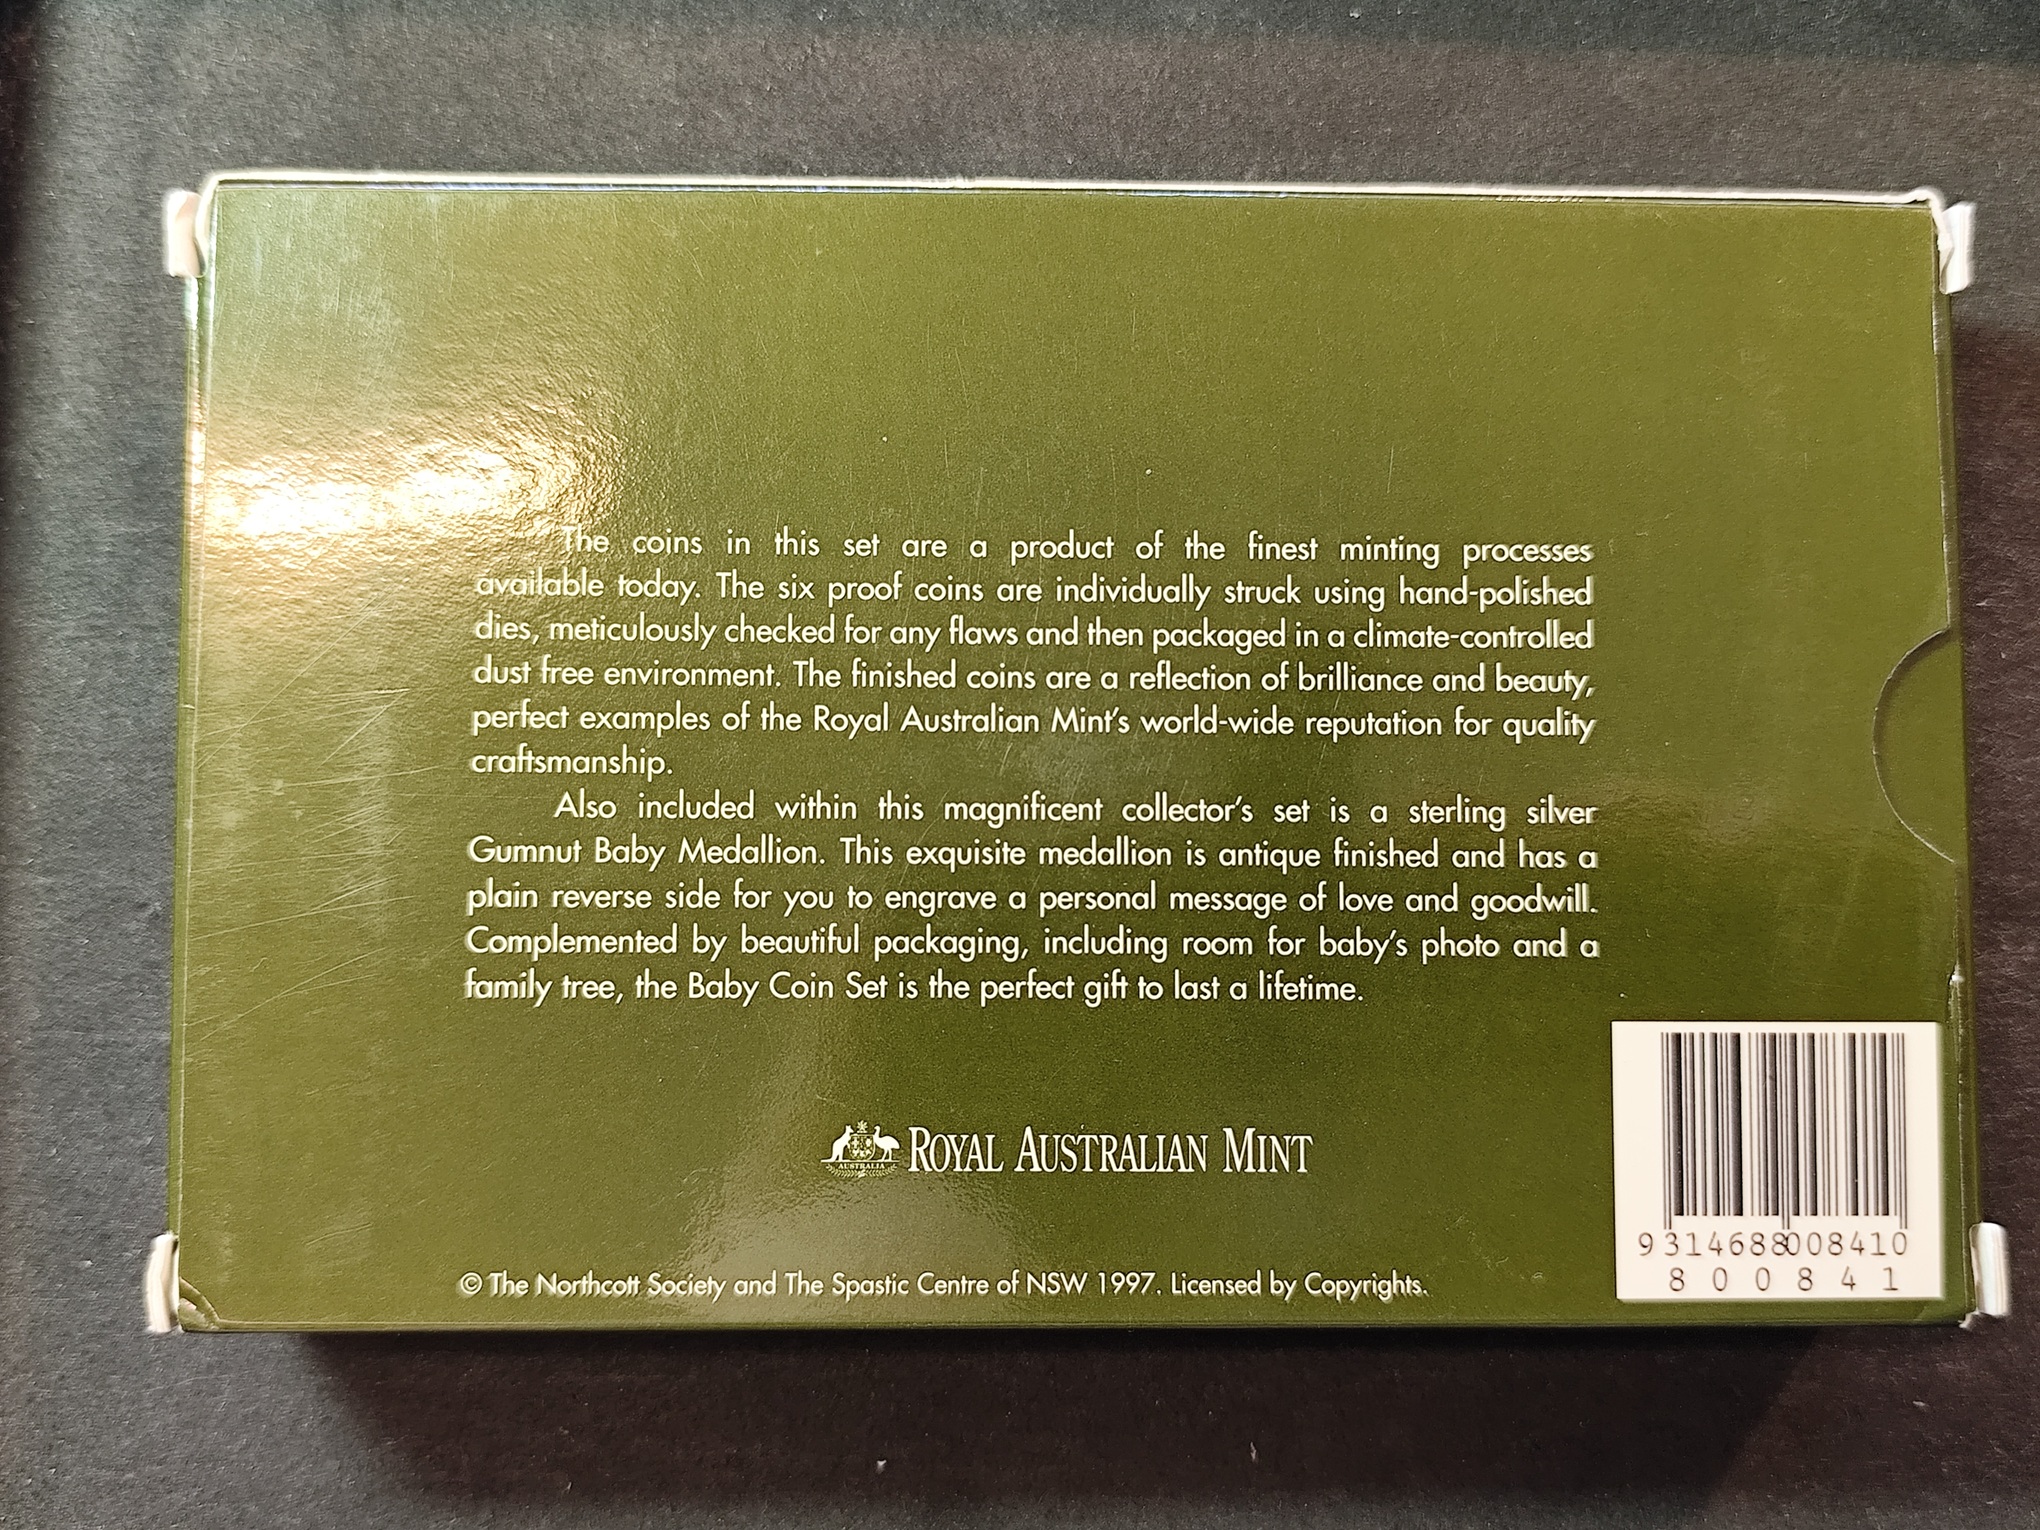 The coins in this set are a product of the finest minting processes
available today. The six proof coins are individually struck using hand-polished
dies, meticulously checked for any flaws and then packaged in a climate-controlled
dust free environment. The finished coins are a reflection of brilliance and beauty,
perfect examples of the Royal Australian Mint's world-wide reputation for quality
craftsmanship.
Also included within this magnificent collector's set is a sterling silver
Gumnut Baby Medallion. This exquisite medallion is antique finished and has a
plain reverse side for you to engrave a personal message of love and goodwill.
Complemented by beautiful packaging, including room for baby's photo and a
family tree, the Baby Coin Set is the perfect gift to last a lifetime.
AUSTRALIA
ROYAL AUSTRALIAN MINT
© The Northcott Society and The Spastic Centre of NSW 1997. Licensed by Copyrights.
9314688008410
800841